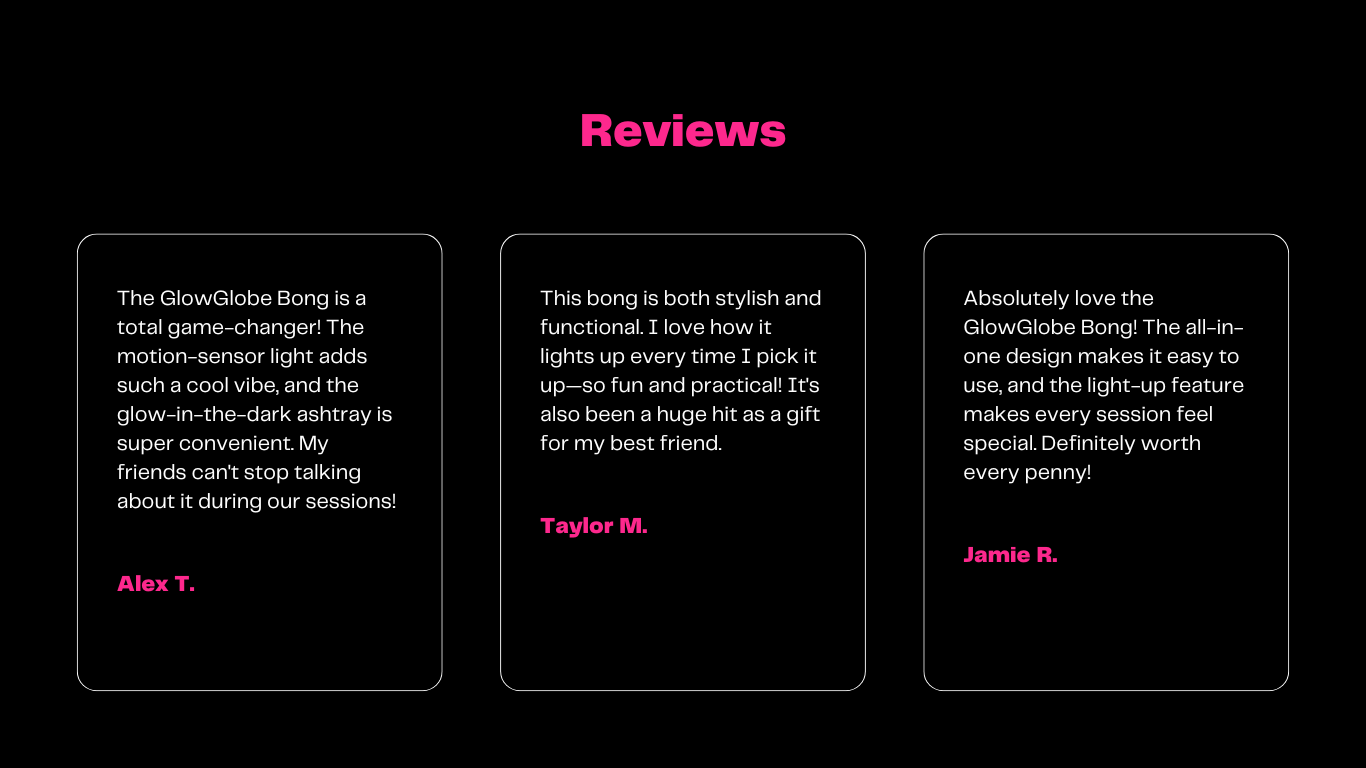 Reviews
The GlowGlobe Bong is a
total game-changer! The
motion-sensor light adds
such a cool vibe, and the
glow-in-the-dark ashtray is
super convenient. My
friends can't stop talking
about it during our sessions!
Alex T.
This bong is both stylish and
functional. I love how it
lights up every time I pick it
up—so fun and practical! It's
also been a huge hit as a gift
for my best friend.
Taylor M.
Absolutely love the
GlowGlobe Bong! The all-in-
one design makes it easy to
use, and the light-up feature
makes every session feel
special. Definitely worth
every penny!
Jamie R.